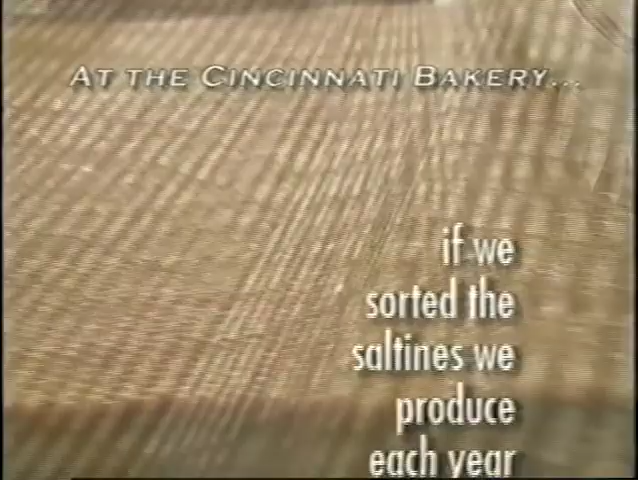 AT THE CINCINNATI BAKERY...
if we
sorted the
saltines we
produce
each year